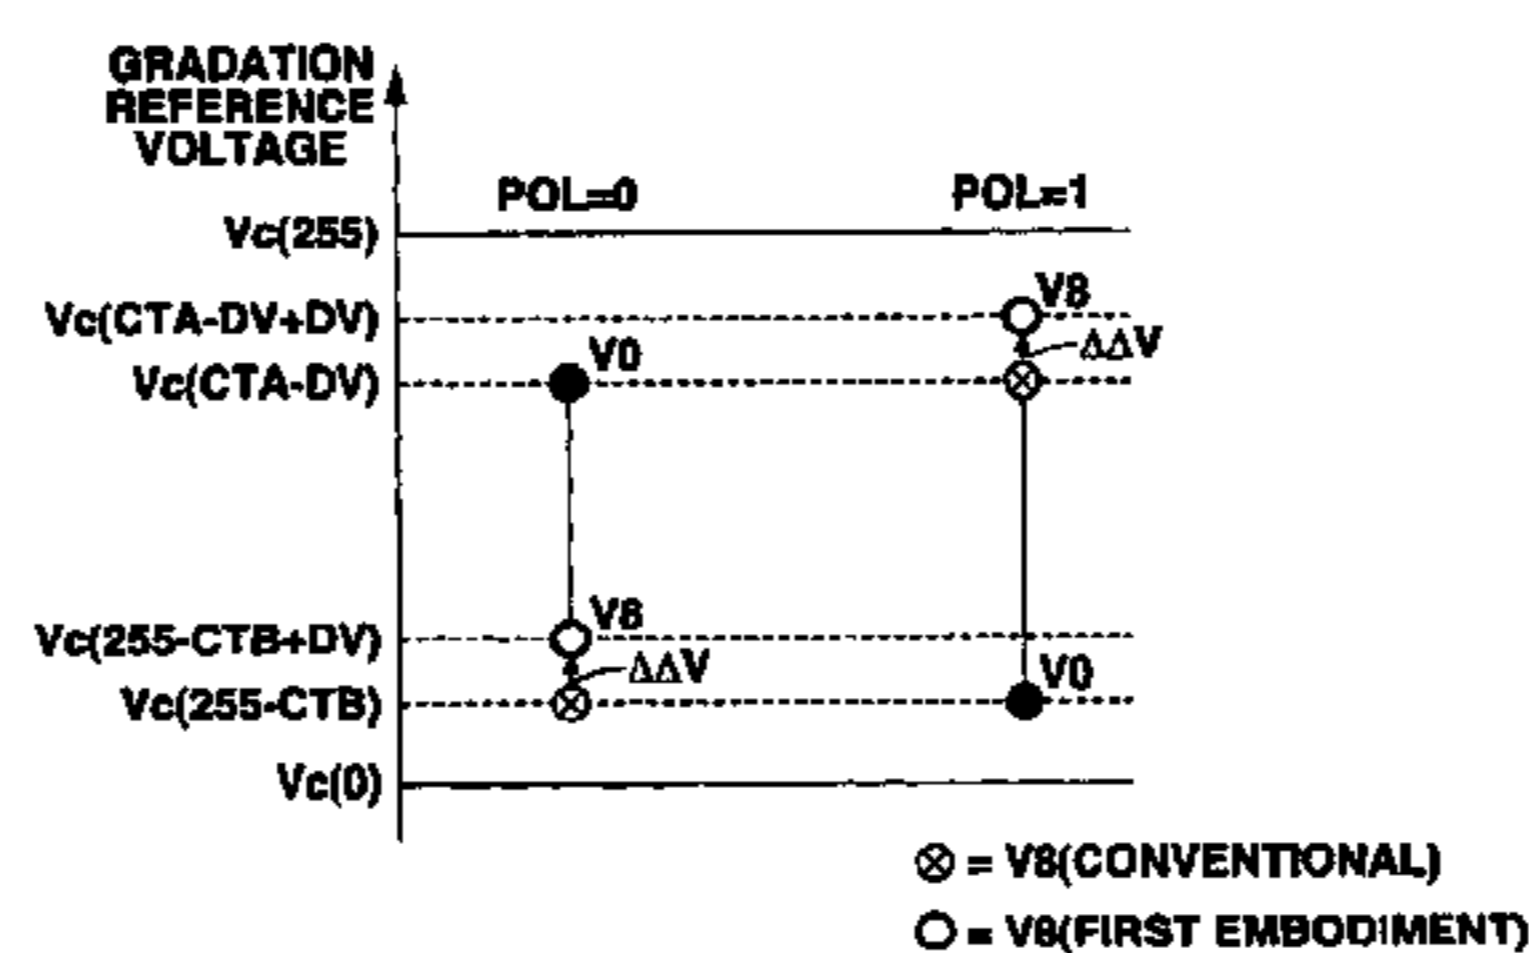 GRADATION
REFERENCE
VOLTAGE
POL=0
POL=1
Vc(255)
V8
Vc(CTA-DV+DV)
ΔΔV
V0
Vc(CTA-DV)
V8
Vc(255-CTB+DV)
ΔΔV
V0
Vc(255-CTB)
Vc(0)
⊗ = V8(CONVENTIONAL)
○ = V8(FIRST EMBODIMENT)